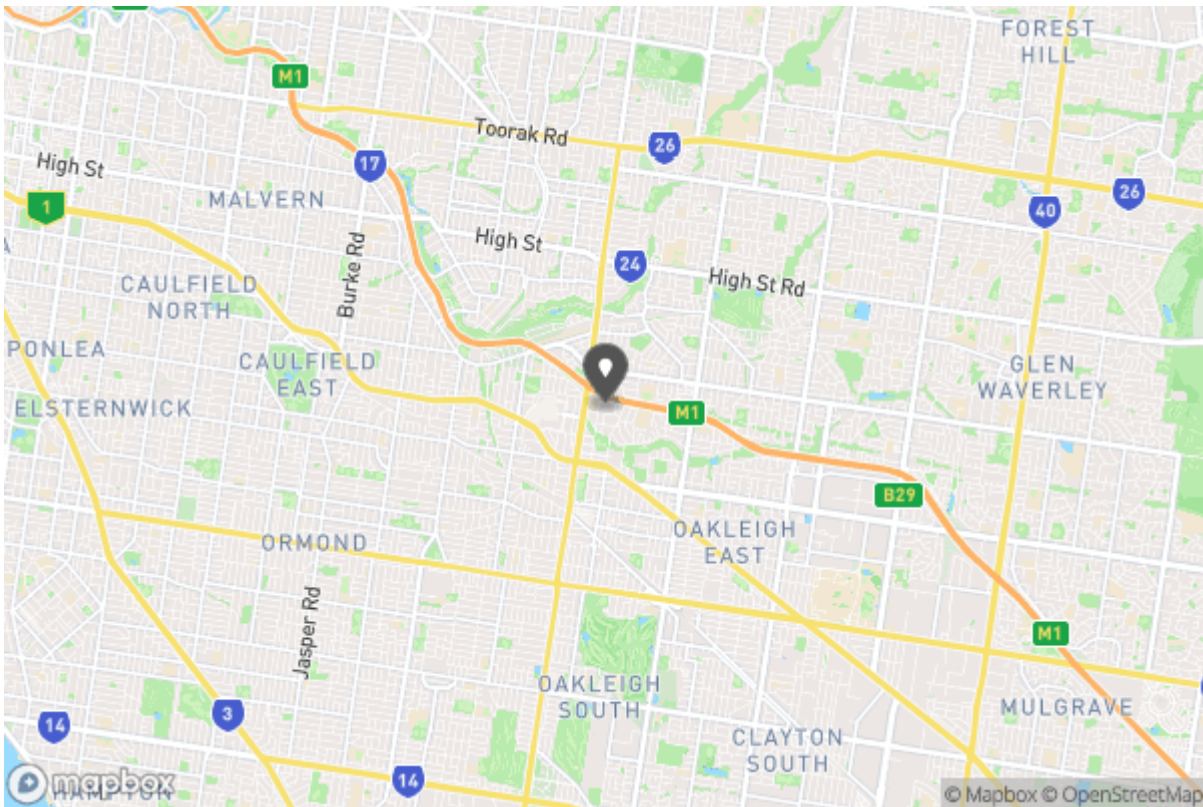 FOREST
HILL
M1
Toorak Rd
26
17
High St
26
1
MALVERN
40
High St
24
Burke Rd
High St Rd
CAULFIELD
NORTH
PONLEA
CAULFIELD
EAST
GLEN
WAVERLEY
ELSTERNWICK
M1
B29
OAKLEIGH
EAST
ORMOND
Jasper Rd
M1
OAKLEIGH
SOUTH
MULGRAVE
3
14
CLAYTON
SOUTH
14
mapbox
HAMPTON
© Mapbox © OpenStreetMap